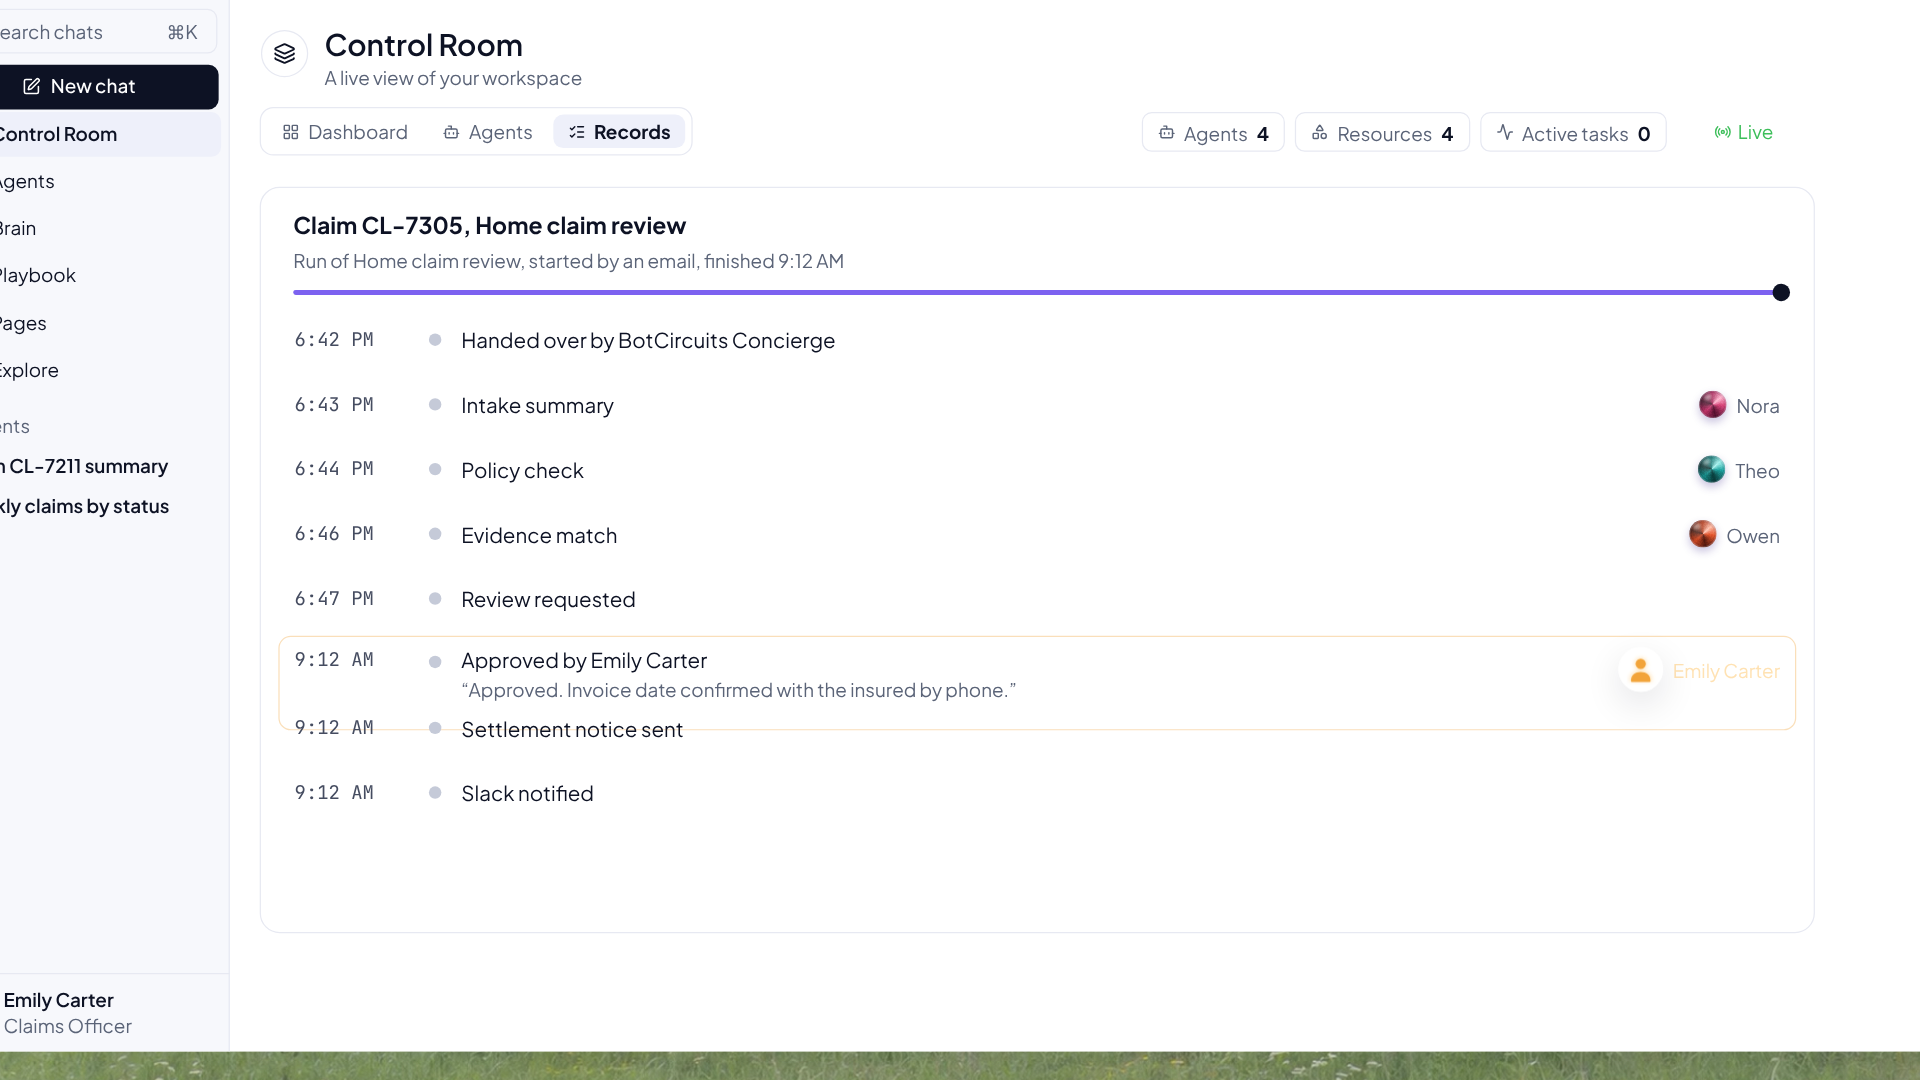 earch chats ⌘K
New chat
Control Room
Agents
Brain
Playbook
Pages
Explore
ents
CL-7211 summary
kly claims by status
Emily Carter
Claims Officer
Control Room
A live view of your workspace
Dashboard Agents Records
Agents 4 Resources 4 Active tasks 0 Live
Claim CL-7305, Home claim review
Run of Home claim review, started by an email, finished 9:12 AM
6:42 PM Handed over by BotCircuits Concierge
6:43 PM Intake summary Nora
6:44 PM Policy check Theo
6:46 PM Evidence match Owen
6:47 PM Review requested
9:12 AM Approved by Emily Carter Emily Carter
“Approved. Invoice date confirmed with the insured by phone.”
9:12 AM Settlement notice sent
9:12 AM Slack notified